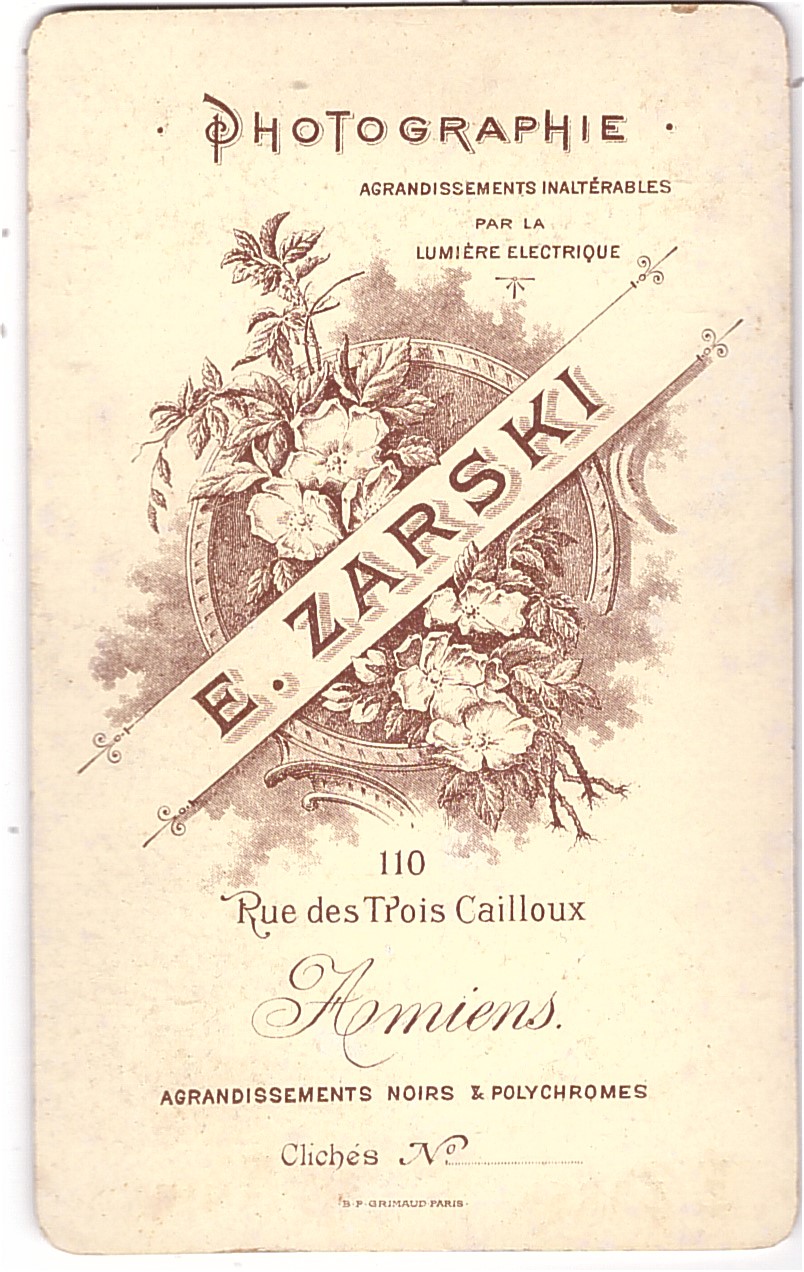 · PHOTOGRAPHIE ·
AGRANDISSEMENTS INALTÉRABLES
PAR LA
LUMIÈRE ELECTRIQUE
E. ZARSKI
110
Rue des Trois Cailloux
Amiens.
AGRANDISSEMENTS NOIRS & POLYCHROMES
Clichés No
B·P·GRIMAUD·PARIS·